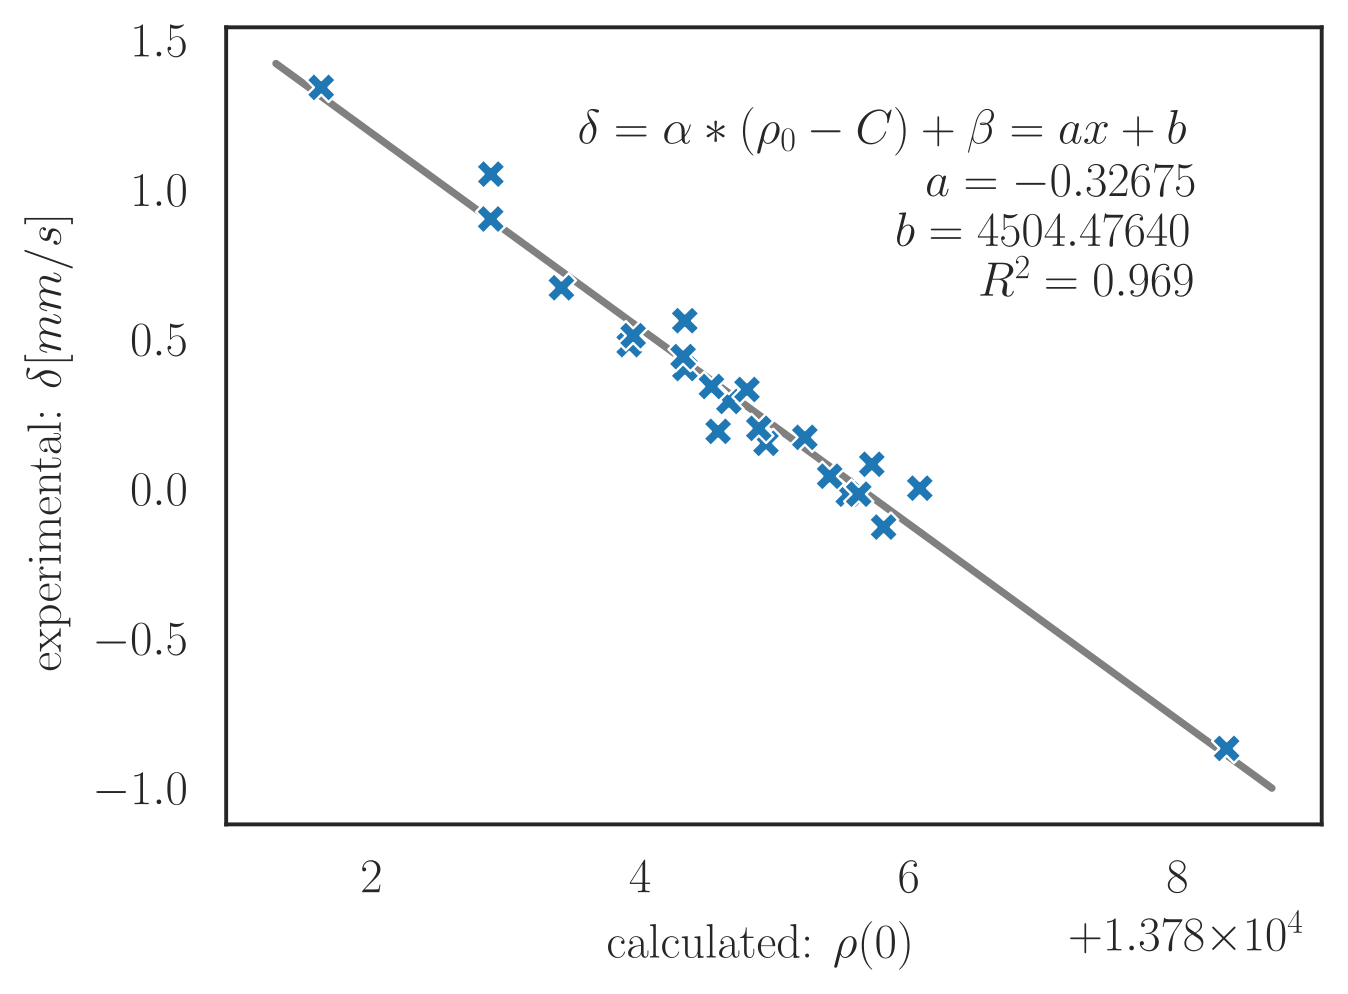 1.5
1.0
0.5
0.0
−0.5
−1.0
experimental: δ[mm/s]
δ = α ∗ (ρ₀ − C) + β = ax + b
a = −0.32675
b = 4504.47640
R² = 0.969
2 4 6 8
+1.378×10⁴
calculated: ρ(0)